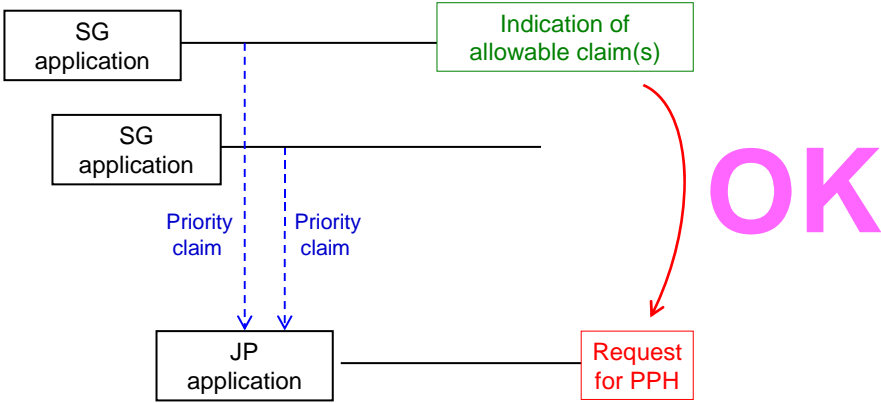 SG
application
Indication of
allowable claim(s)
SG
application
OK
Priority
claim
Priority
claim
JP
application
Request
for PPH